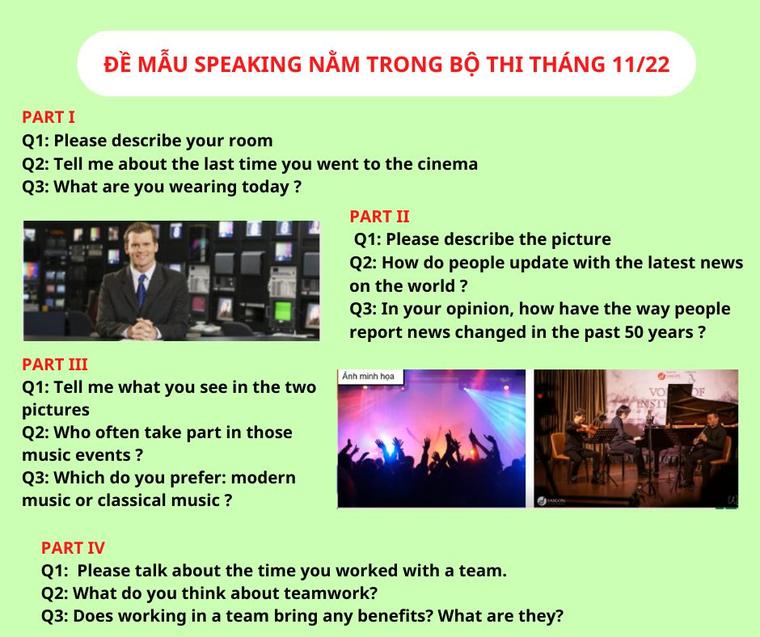 ĐỀ MẪU SPEAKING NẰM TRONG BỘ THI THÁNG 11/22
PART I
Q1: Please describe your room
Q2: Tell me about the last time you went to the cinema
Q3: What are you wearing today ?
PART II
Q1: Please describe the picture
Q2: How do people update with the latest news
on the world ?
Q3: In your opinion, how have the way people
report news changed in the past 50 years ?
PART III
Q1: Tell me what you see in the two
pictures
Q2: Who often take part in those
music events ?
Q3: Which do you prefer: modern
music or classical music ?
Ảnh minh họa
PART IV
Q1: Please talk about the time you worked with a team.
Q2: What do you think about teamwork?
Q3: Does working in a team bring any benefits? What are they?